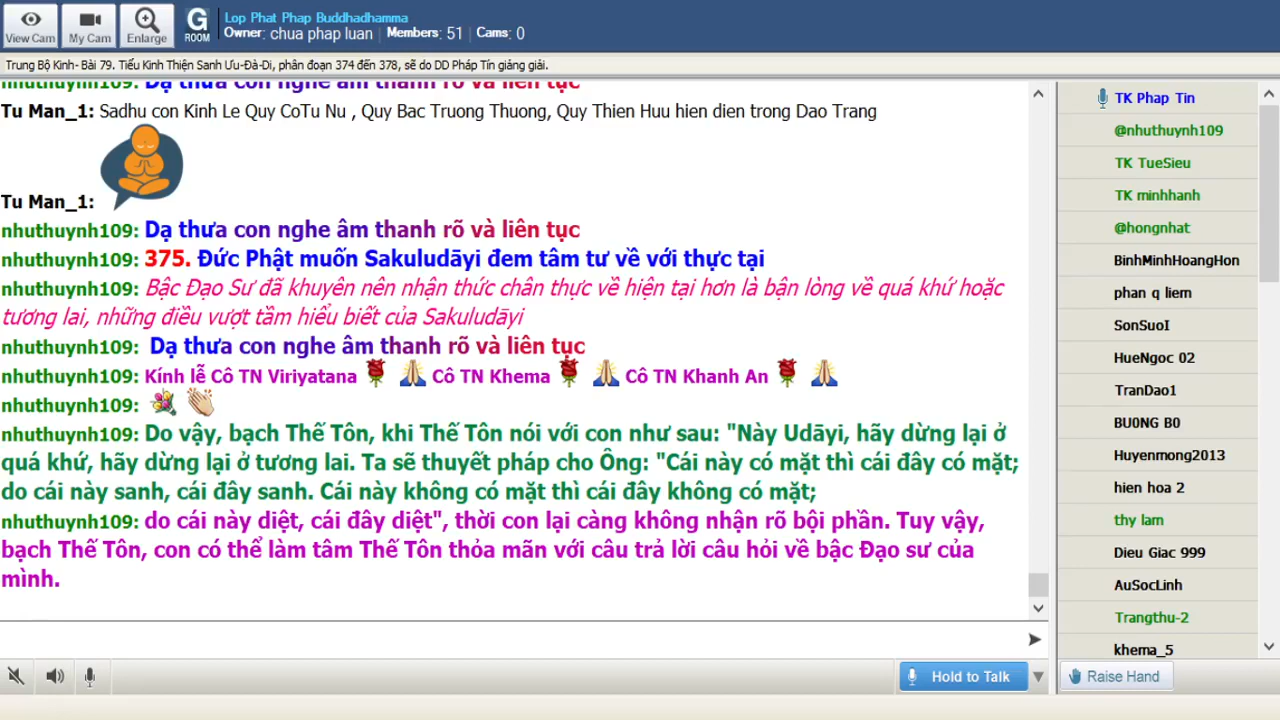 View Cam
My Cam
Enlarge
G
ROOM
Lop Phat Phap Buddhadhamma
Owner: chua phap luan | Members: 51 | Cams: 0
Trung Bộ Kinh- Bài 79. Tiểu Kinh Thiện Sanh Ưu-Đà-Di, phân đoạn 374 đến 378, sẽ do DD Pháp Tín giảng giải.
nhuthuynh109: Dạ thưa con nghe âm thanh rõ và liên tục
Tu Man_1: Sadhu con Kinh Le Quy CoTu Nu , Quy Bac Truong Thuong, Quy Thien Huu hien dien trong Dao Trang
Tu Man_1:
nhuthuynh109: Dạ thưa con nghe âm thanh rõ và liên tục
nhuthuynh109: 375. Đức Phật muốn Sakuludāyi đem tâm tư về với thực tại
nhuthuynh109: Bậc Đạo Sư đã khuyên nên nhận thức chân thực về hiện tại hơn là bận lòng về quá khứ hoặc
tương lai, những điều vượt tầm hiểu biết của Sakuludāyi
nhuthuynh109: Dạ thưa con nghe âm thanh rõ và liên tục
nhuthuynh109: Kính lễ Cô TN Viriyatana 🌹 🙏 Cô TN Khema 🌹 🙏 Cô TN Khanh An 🌹 🙏
nhuthuynh109: 💐 👏
nhuthuynh109: Do vậy, bạch Thế Tôn, khi Thế Tôn nói với con như sau: "Này Udāyi, hãy dừng lại ở
quá khứ, hãy dừng lại ở tương lai. Ta sẽ thuyết pháp cho Ông: "Cái này có mặt thì cái đây có mặt;
do cái này sanh, cái đây sanh. Cái này không có mặt thì cái đây không có mặt;
nhuthuynh109: do cái này diệt, cái đây diệt", thời con lại càng không nhận rõ bội phần. Tuy vậy,
bạch Thế Tôn, con có thể làm tâm Thế Tôn thỏa mãn với câu trả lời câu hỏi về bậc Đạo sư của
mình.
Hold to Talk
TK Phap Tin
@nhuthuynh109
TK TueSieu
TK minhhanh
@hongnhat
BinhMinhHoangHon
phan q liem
SonSuoI
HueNgoc 02
TranDao1
BU0NG B0
Huyenmong2013
hien hoa 2
thy lam
Dieu Giac 999
AuSocLinh
Trangthu-2
khema_5
Raise Hand